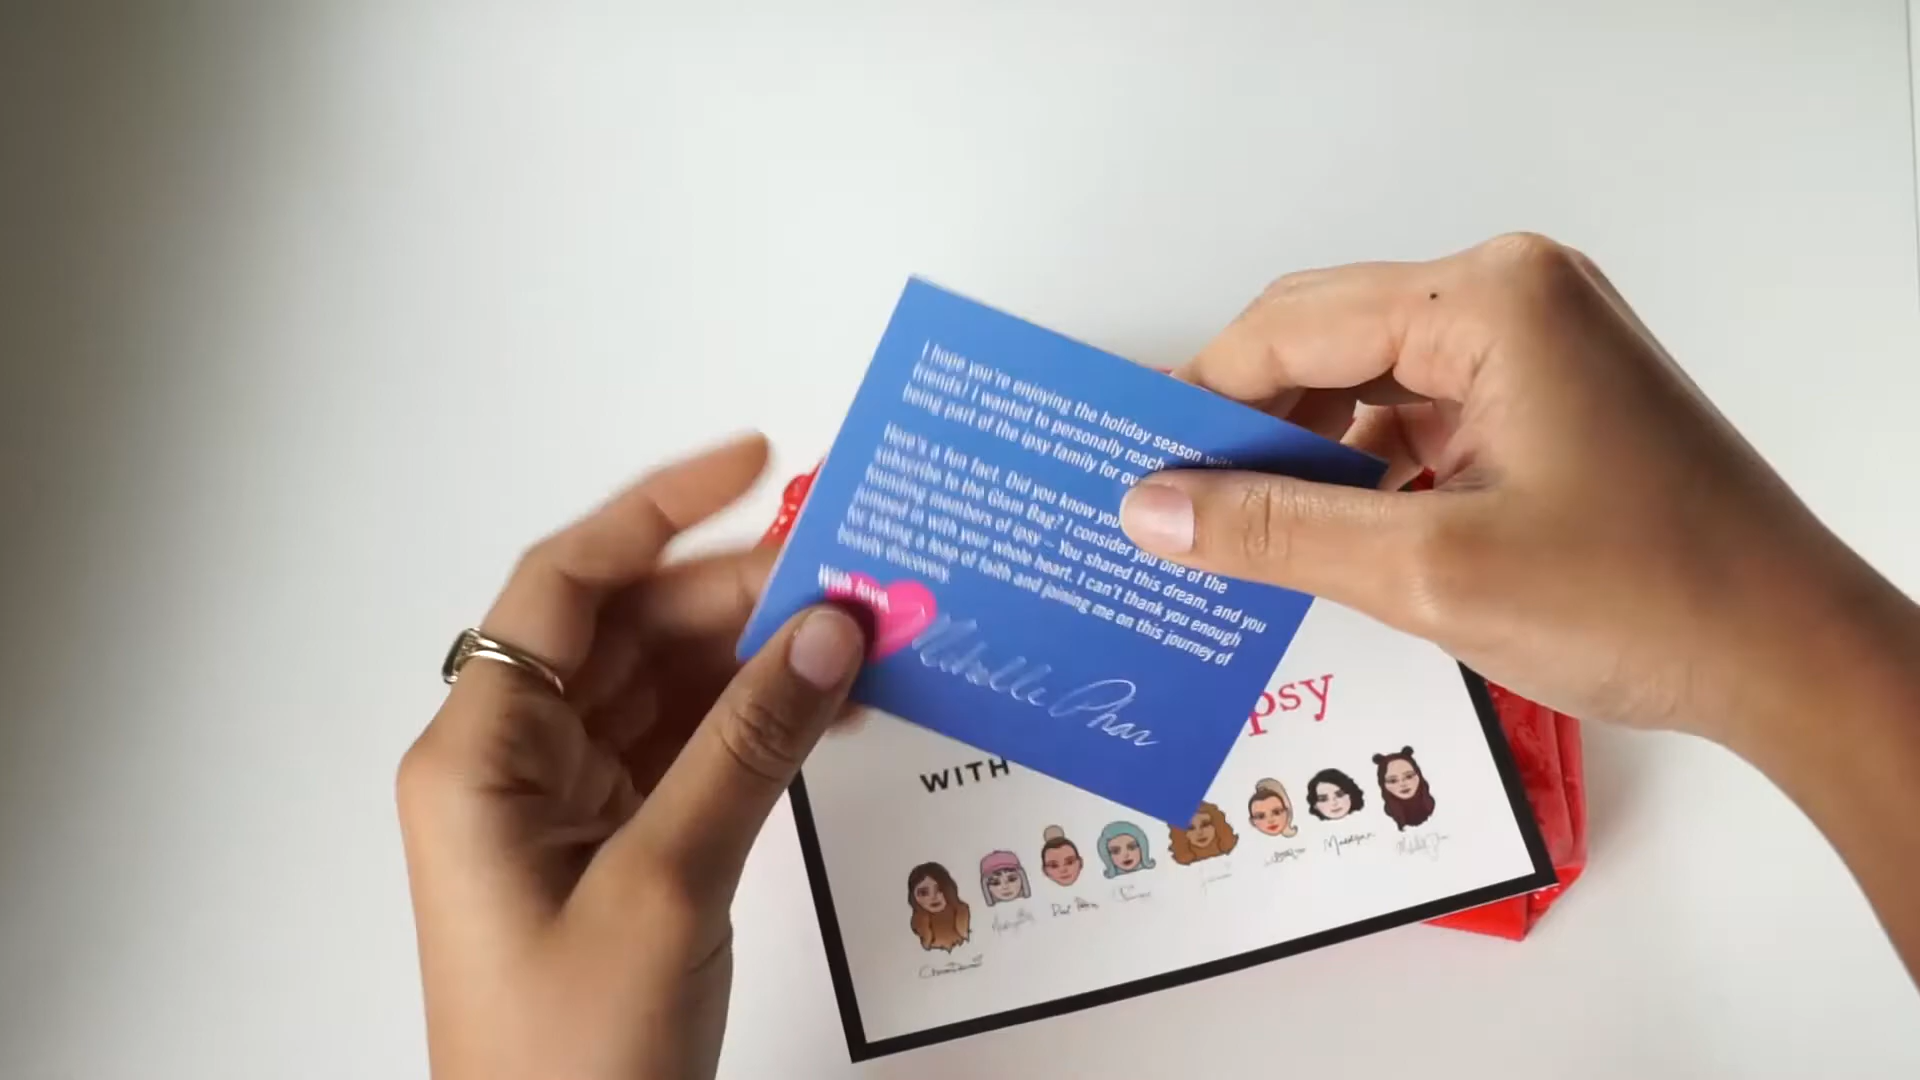 I hope you're enjoying the holiday season with
friends! I wanted to personally reach
being part of the ipsy family for
Here's a fun fact. Did you know you
subscribe to the Glam Bag? I consider you one of the
founding members of ipsy – You shared this dream, and you
jumped in with your whole heart. I can't thank you enough
for taking a leap of faith and joining me on this journey of
beauty discovery.
With love,
Michelle Phan
psy
WITH